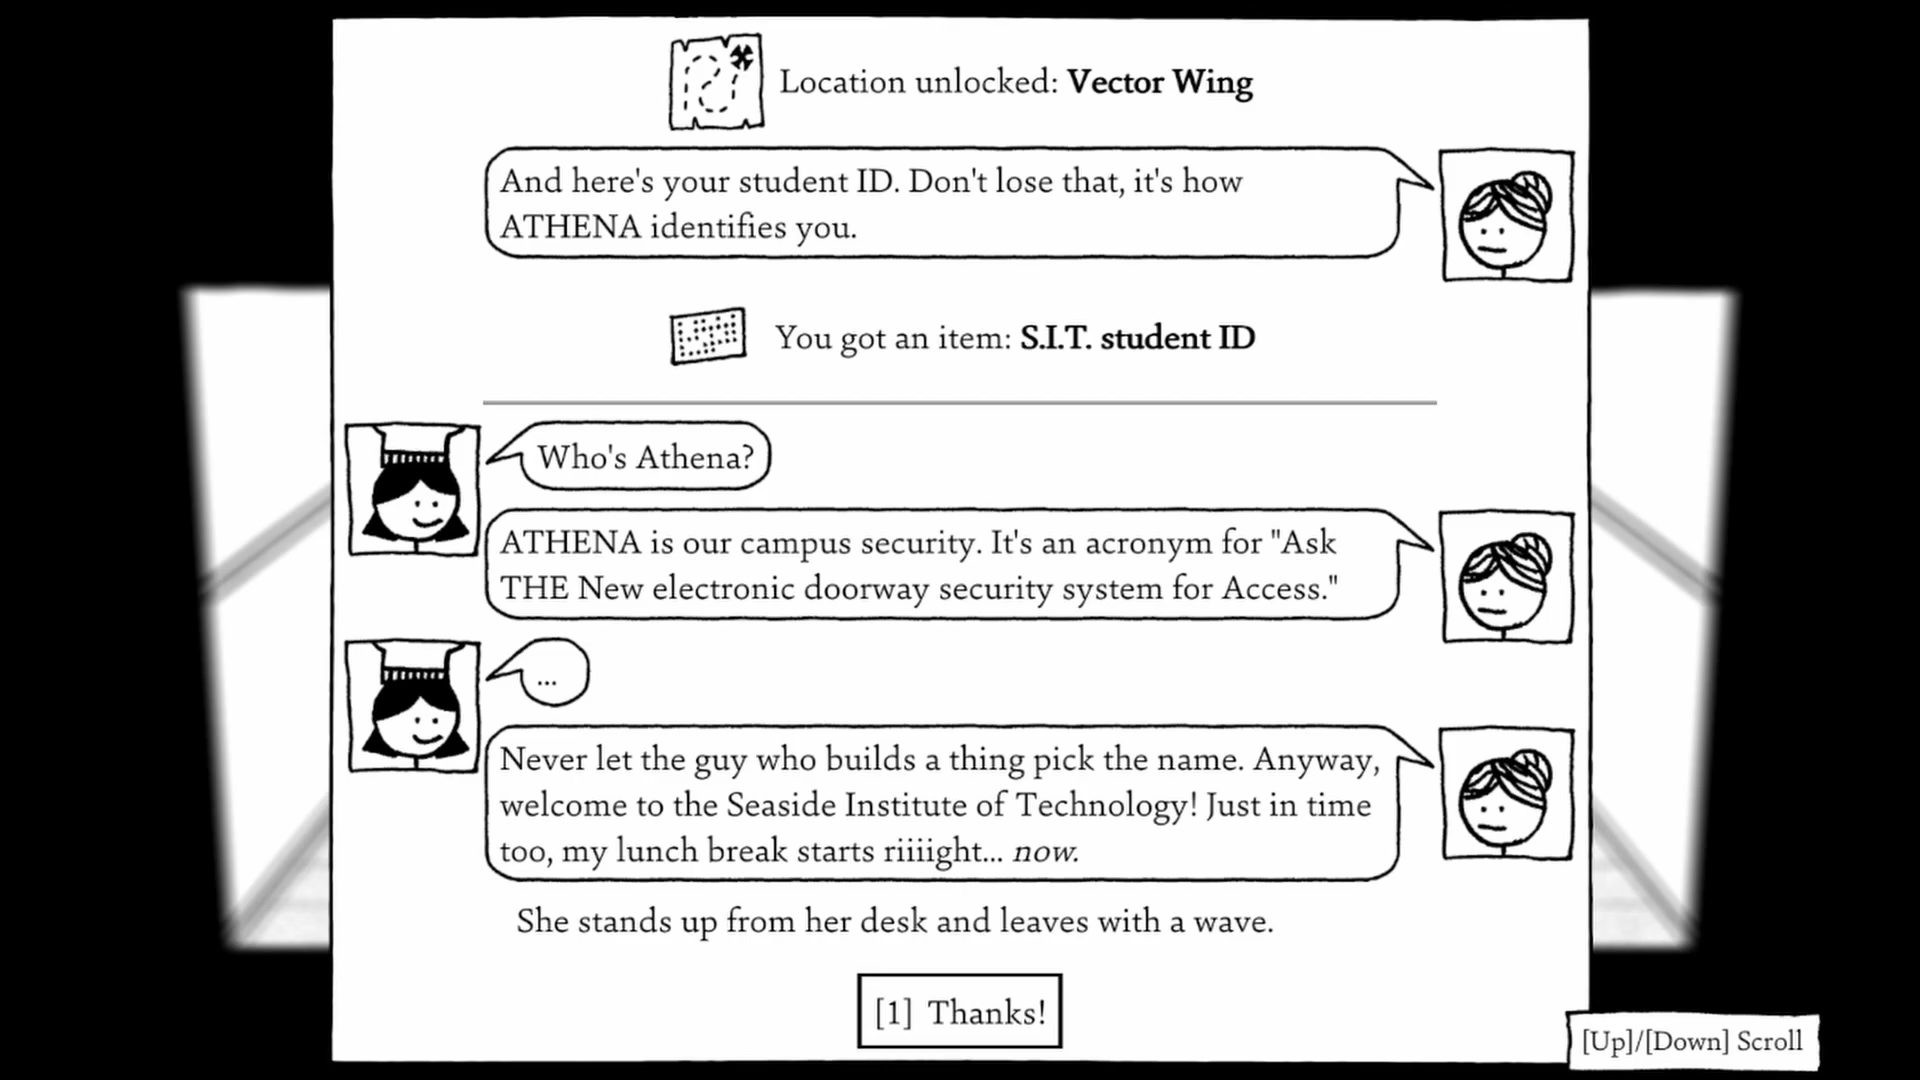 Location unlocked: Vector Wing
And here's your student ID. Don't lose that, it's how
ATHENA identifies you.
You got an item: S.I.T. student ID
Who's Athena?
ATHENA is our campus security. It's an acronym for "Ask
THE New electronic doorway security system for Access."
...
Never let the guy who builds a thing pick the name. Anyway,
welcome to the Seaside Institute of Technology! Just in time
too, my lunch break starts riiiight... now.
She stands up from her desk and leaves with a wave.
[1] Thanks!
[Up]/[Down] Scroll